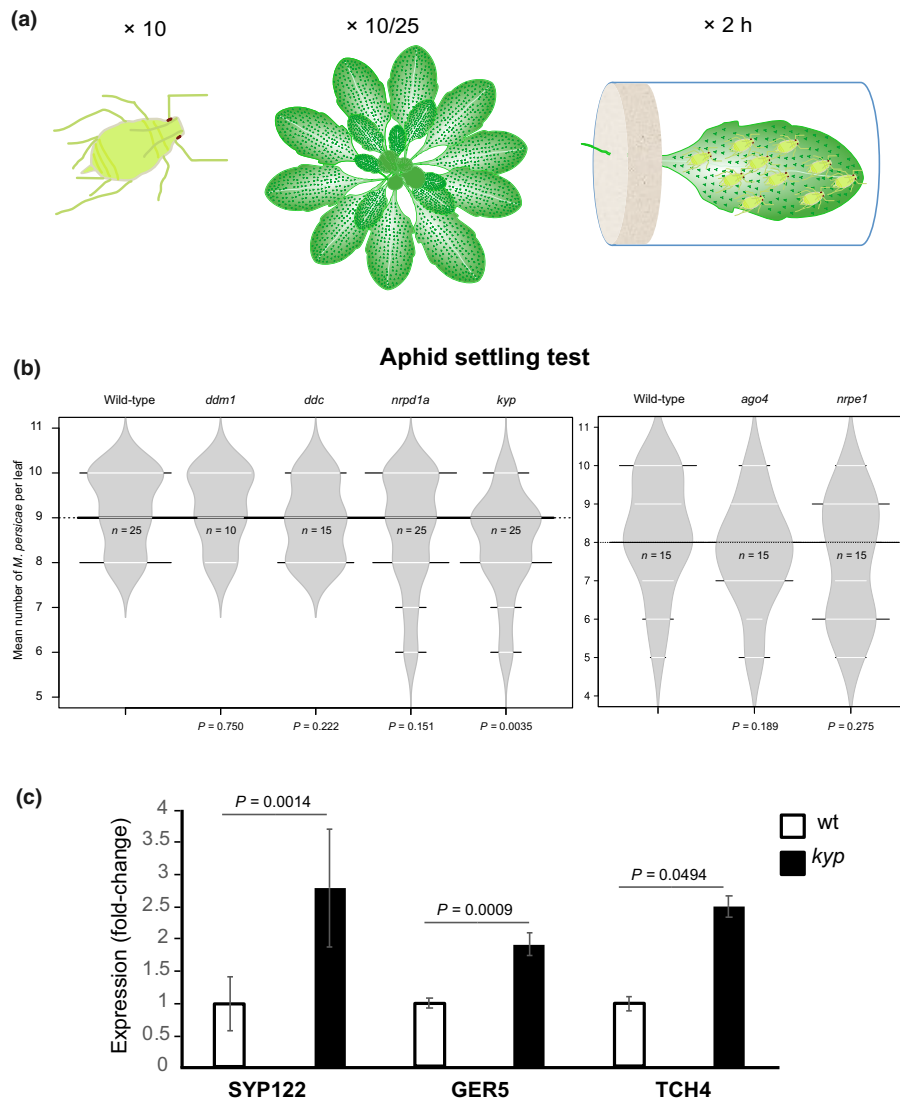 (a)
× 10
× 10/25
× 2 h
Aphid settling test
(b)
Wild-type ddm1 ddc nrpd1a kyp
Wild-type ago4 nrpe1
Mean number of M. persicae per leaf
11
10
9
8
7
6
5
n = 25 n = 10 n = 15 n = 25 n = 25
P = 0.750 P = 0.222 P = 0.151 P = 0.0035
11
10
9
8
7
6
5
4
n = 15 n = 15 n = 15
P = 0.189 P = 0.275
(c)
Expression (fold-change)
4
3.5
3
2.5
2
1.5
1
0.5
0
P = 0.0014
P = 0.0009
P = 0.0494
wt
kyp
SYP122 GER5 TCH4